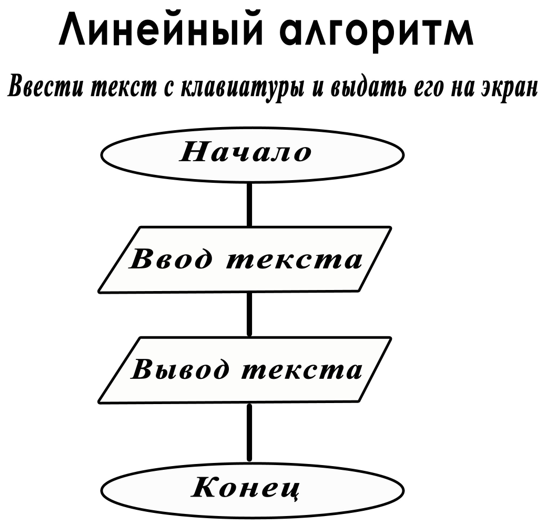 Линейный алгоритм
Ввести текст с клавиатуры и выдать его на экран
Начало
Ввод текста
Вывод текста
Конец